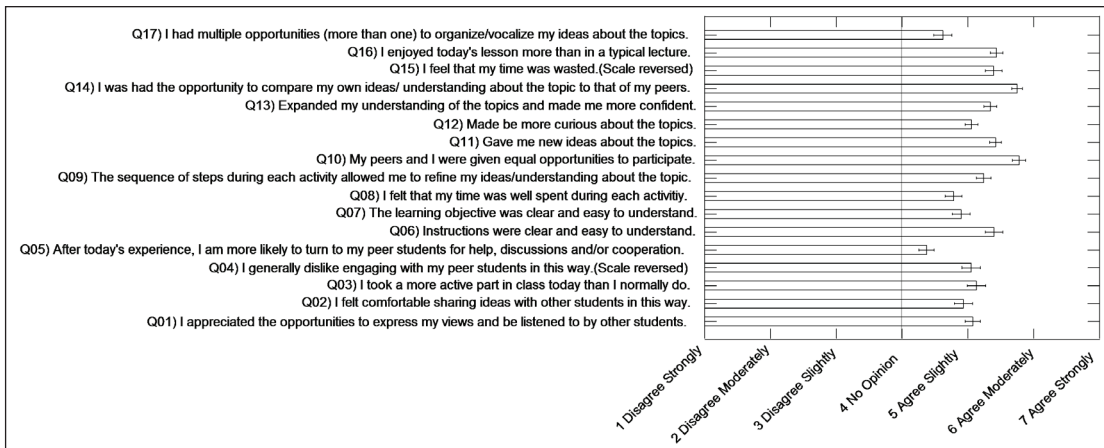 Q17) I had multiple opportunities (more than one) to organize/vocalize my ideas about the topics.
Q16) I enjoyed today's lesson more than in a typical lecture.
Q15) I feel that my time was wasted.(Scale reversed)
Q14) I was had the opportunity to compare my own ideas/ understanding about the topic to that of my peers.
Q13) Expanded my understanding of the topics and made me more confident.
Q12) Made be more curious about the topics.
Q11) Gave me new ideas about the topics.
Q10) My peers and I were given equal opportunities to participate.
Q09) The sequence of steps during each activity allowed me to refine my ideas/understanding about the topic.
Q08) I felt that my time was well spent during each activitiy.
Q07) The learning objective was clear and easy to understand.
Q06) Instructions were clear and easy to understand.
Q05) After today's experience, I am more likely to turn to my peer students for help, discussions and/or cooperation.
Q04) I generally dislike engaging with my peer students in this way.(Scale reversed)
Q03) I took a more active part in class today than I normally do.
Q02) I felt comfortable sharing ideas with other students in this way.
Q01) I appreciated the opportunities to express my views and be listened to by other students.
1 Disagree Strongly
2 Disagree Moderately
3 Disagree Slightly
4 No Opinion
5 Agree Slightly
6 Agree Moderately
7 Agree Strongly